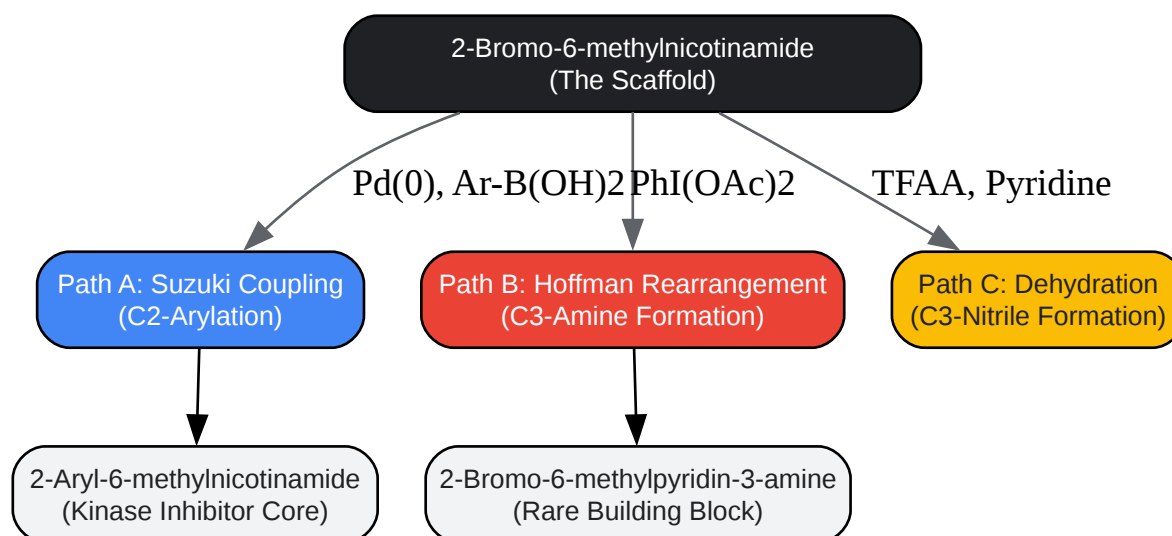 2-Bromo-6-methylnicotinamide
(The Scaffold)
Pd(0), Ar-B(OH)2
PhI(OAc)2
TFAA, Pyridine
Path A: Suzuki Coupling
(C2-Arylation)
Path B: Hoffman Rearrangement
(C3-Amine Formation)
Path C: Dehydration
(C3-Nitrile Formation)
2-Aryl-6-methylnicotinamide
(Kinase Inhibitor Core)
2-Bromo-6-methylpyridin-3-amine
(Rare Building Block)